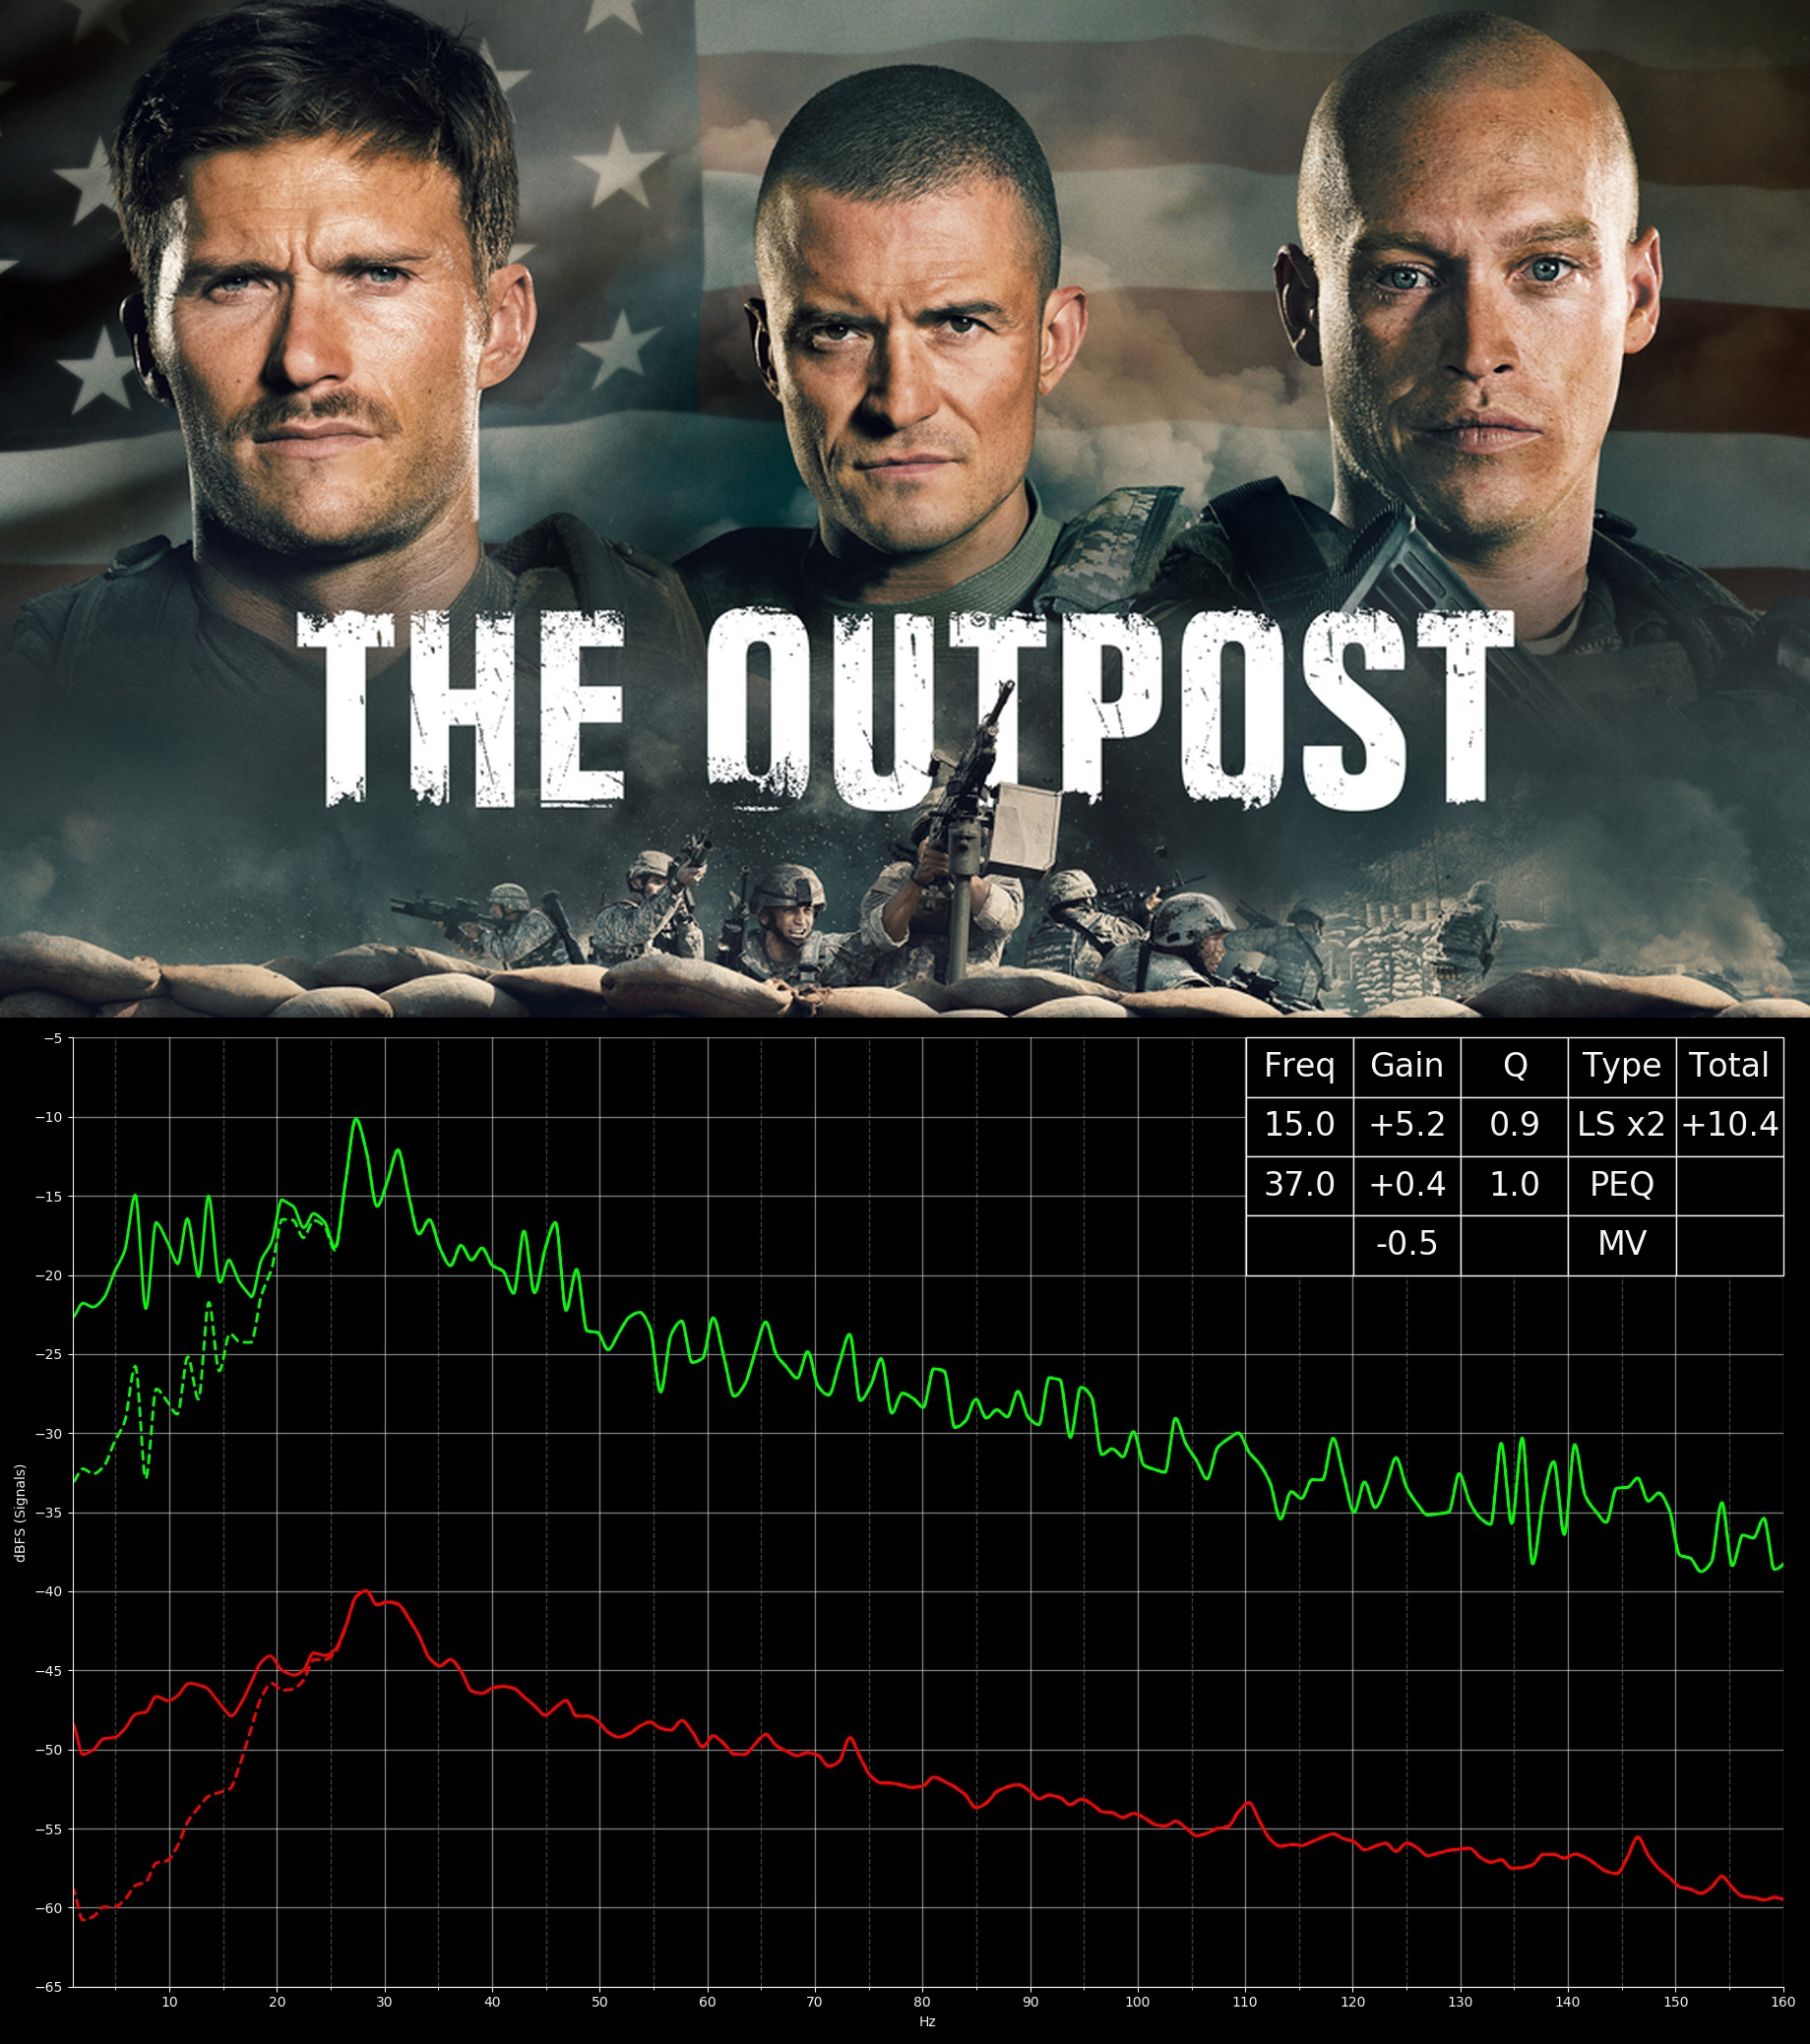 THE OUTPOST
Freq Gain Q Type Total
15.0 +5.2 0.9 LS x2 +10.4
37.0 +0.4 1.0 PEQ
-0.5 MV
−5
−10
−15
−20
−25
−30
−35
−40
−45
−50
−55
−60
−65
dBFS (Signals)
10 20 30 40 50 60 70 80 90 100 110 120 130 140 150 160
Hz